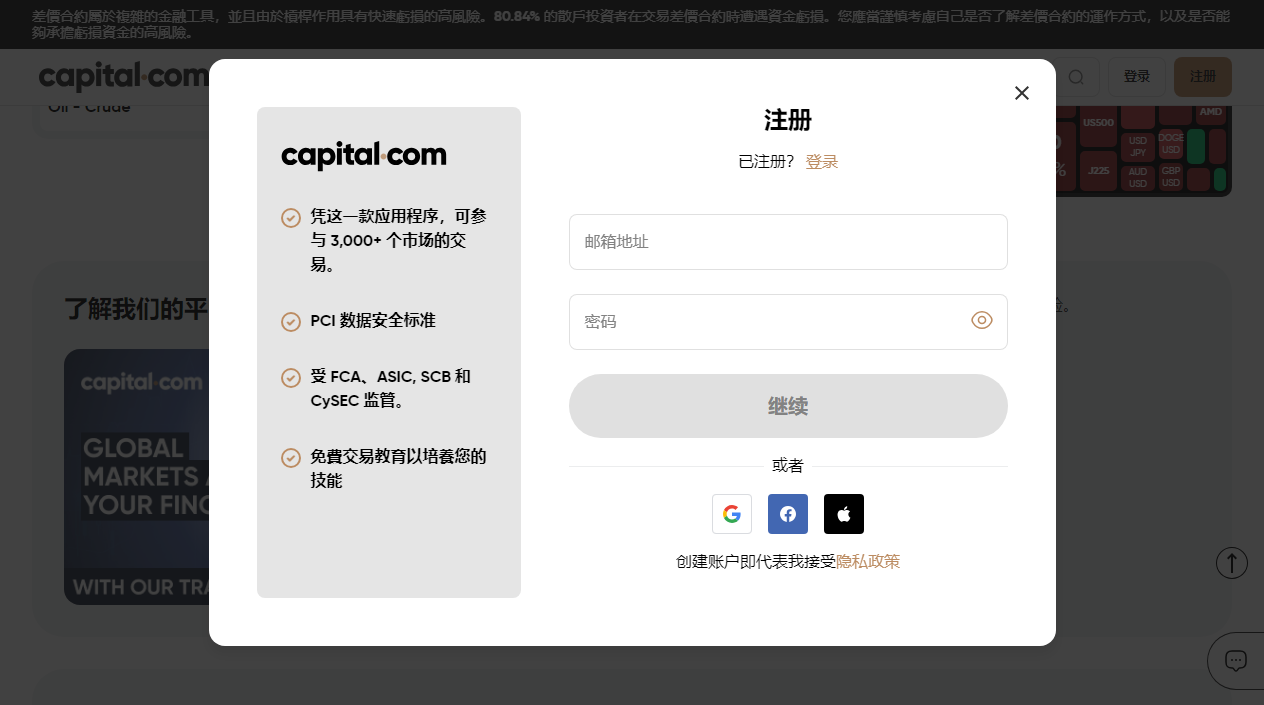 差價合約屬於複雜的金融工具，並且由於槓桿作用具有快速虧損的高風險。80.84% 的散戶投資者在交易差價合約時遭遇資金虧損。您應當謹慎考慮自己是否了解差價合約的運作方式，以及是否能
夠承擔虧損資金的高風險。
capital.com
登录
注册
Oil - Crude
US500
AMD
USD
JPY
DOGE
USD
J225
AUD
USD
GBP
USD
注册
已注册？ 登录
capital.com
凭这一款应用程序，可参
与 3,000+ 个市场的交
易。
PCI 数据安全标准
受 FCA、ASIC, SCB 和
CySEC 监管。
免費交易教育以培養您的
技能
邮箱地址
密码
继续
或者
创建账户即代表我接受隐私政策
了解我们的平
capital.com
GLOBAL
MARKETS
YOUR FINC
WITH OUR TRA